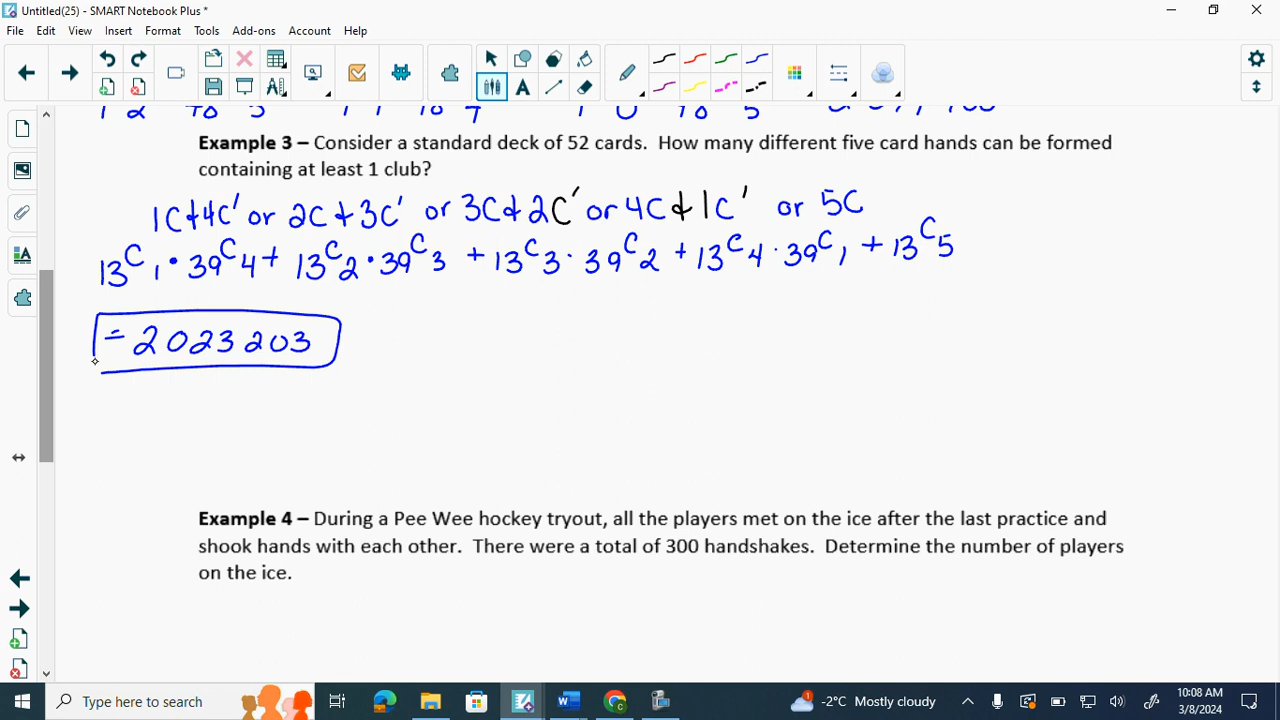 Untitled(25) - SMART Notebook Plus *
File Edit View Insert Format Tools Add-ons Account Help
Example 3 – Consider a standard deck of 52 cards. How many different five card hands can be formed
containing at least 1 club?
1C & 4C' or 2C & 3C' or 3C & 2C' or 4C & 1C' or 5C
13C1 · 39C4 + 13C2 · 39C3 + 13C3 · 39C2 + 13C4 · 39C1 + 13C5
= 2023203
Example 4 – During a Pee Wee hockey tryout, all the players met on the ice after the last practice and
shook hands with each other. There were a total of 300 handshakes. Determine the number of players
on the ice.
Type here to search
1
-2°C Mostly cloudy
10:08 AM
3/8/2024